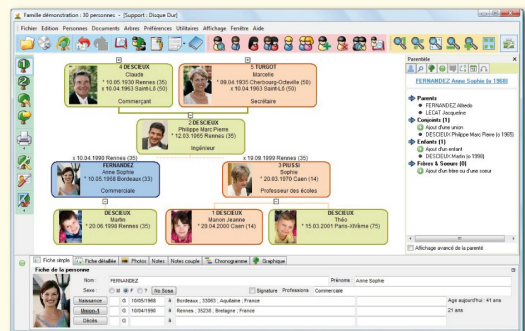 Famille démonstration : 30 personnes - [Support : Disque Dur]
Fichier Edition Personnes Documents Arbres Préférences Utilitaires Affichage Fenêtre Aide
4 DESCIEUX
Claude
° 10.05.1930 Rennes (35)
x 10.04.1963 Saint-Lô (50)
Commerçant
5 TURGOT
Marcelle
° 09.04.1935 Cherbourg-Octeville (50)
x 10.04.1963 Saint-Lô (50)
Secrétaire
2 DESCIEUX
Philippe Marc Pierre
° 12.03.1965 Rennes (35)
Ingénieur
x 10.04.1990 Rennes (35)
x 19.09.1999 Rennes (35)
FERNANDEZ
Anne Sophie
° 10.05.1968 Bordeaux (33)
Commerciale
3 PIUSSI
Sophie
° 20.03.1970 Caen (14)
Professeur des écoles
DESCIEUX
Martin
° 20.06.1998 Rennes (35)
1 DESCIEUX
Manon Jeanne
° 20.04.2000 Caen (14)
DESCIEUX
Théo
° 15.03.2001 Paris-XIVème (75)
Parentèle
FERNANDEZ Anne Sophie (o 1968)
Parents
FERNANDEZ Alfredo
LECAT Jacqueline
Conjoints (1)
Ajout d'une union
DESCIEUX Philippe Marc Pierre (o 1965)
Enfants (1)
Ajout d'un enfant
DESCIEUX Martin (o 1998)
Frères & Soeurs (0)
Ajout d'un frère ou d'une soeur
Affichage avancé de la parenté
Fiche simple Fiche détaillée Photos Notes Notes couple Chronogramme Graphique
Fiche de la personne
Nom : FERNANDEZ Prénoms : Anne Sophie
Sexe : M F ? No Sosa Signature Professions Commerciale
Naissance G 10/05/1968 à Bordeaux ; 33063 ; Aquitaine ; France Age aujourd'hui : 41 ans
Union-1 G 10/04/1990 à Rennes ; 35238 ; Bretagne ; France 21 ans
Décès G à